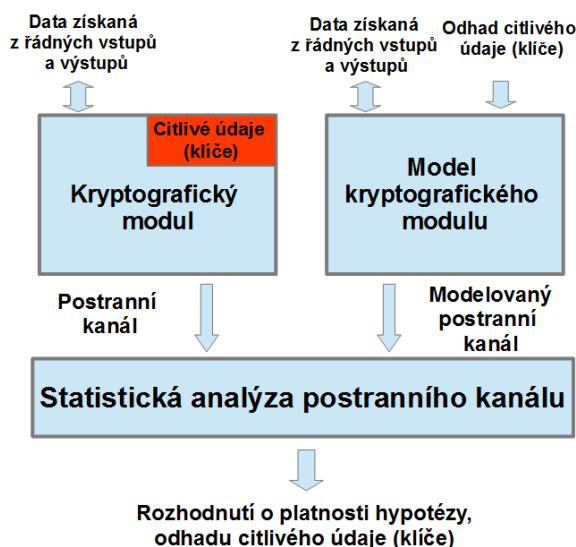 Data získaná
z řádných vstupů
a výstupů
Data získaná
z řádných vstupů
a výstupů
Odhad citlivého
údaje (klíče)
Citlivé údaje
(klíče)
Kryptografický
modul
Model
kryptografického
modulu
Postranní
kanál
Modelovaný
postranní
kanál
Statistická analýza postranního kanálu
Rozhodnutí o platnosti hypotézy,
odhadu citlivého údaje (klíče)